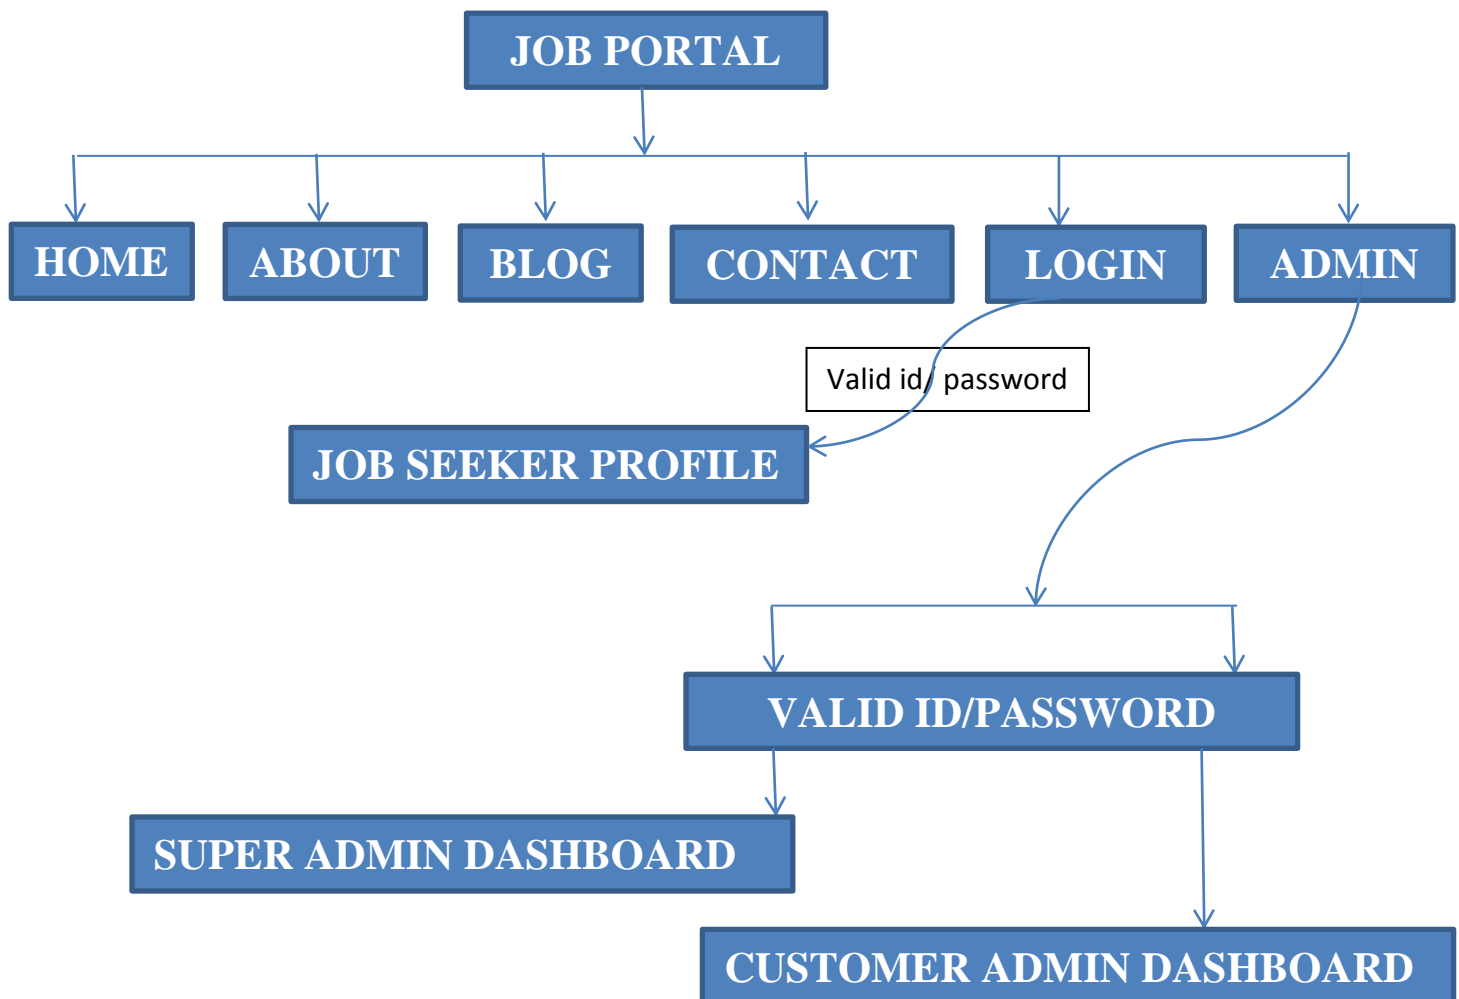 JOB PORTAL
HOME
ABOUT
BLOG
CONTACT
LOGIN
ADMIN
Valid id/ password
JOB SEEKER PROFILE
VALID ID/PASSWORD
SUPER ADMIN DASHBOARD
CUSTOMER ADMIN DASHBOARD